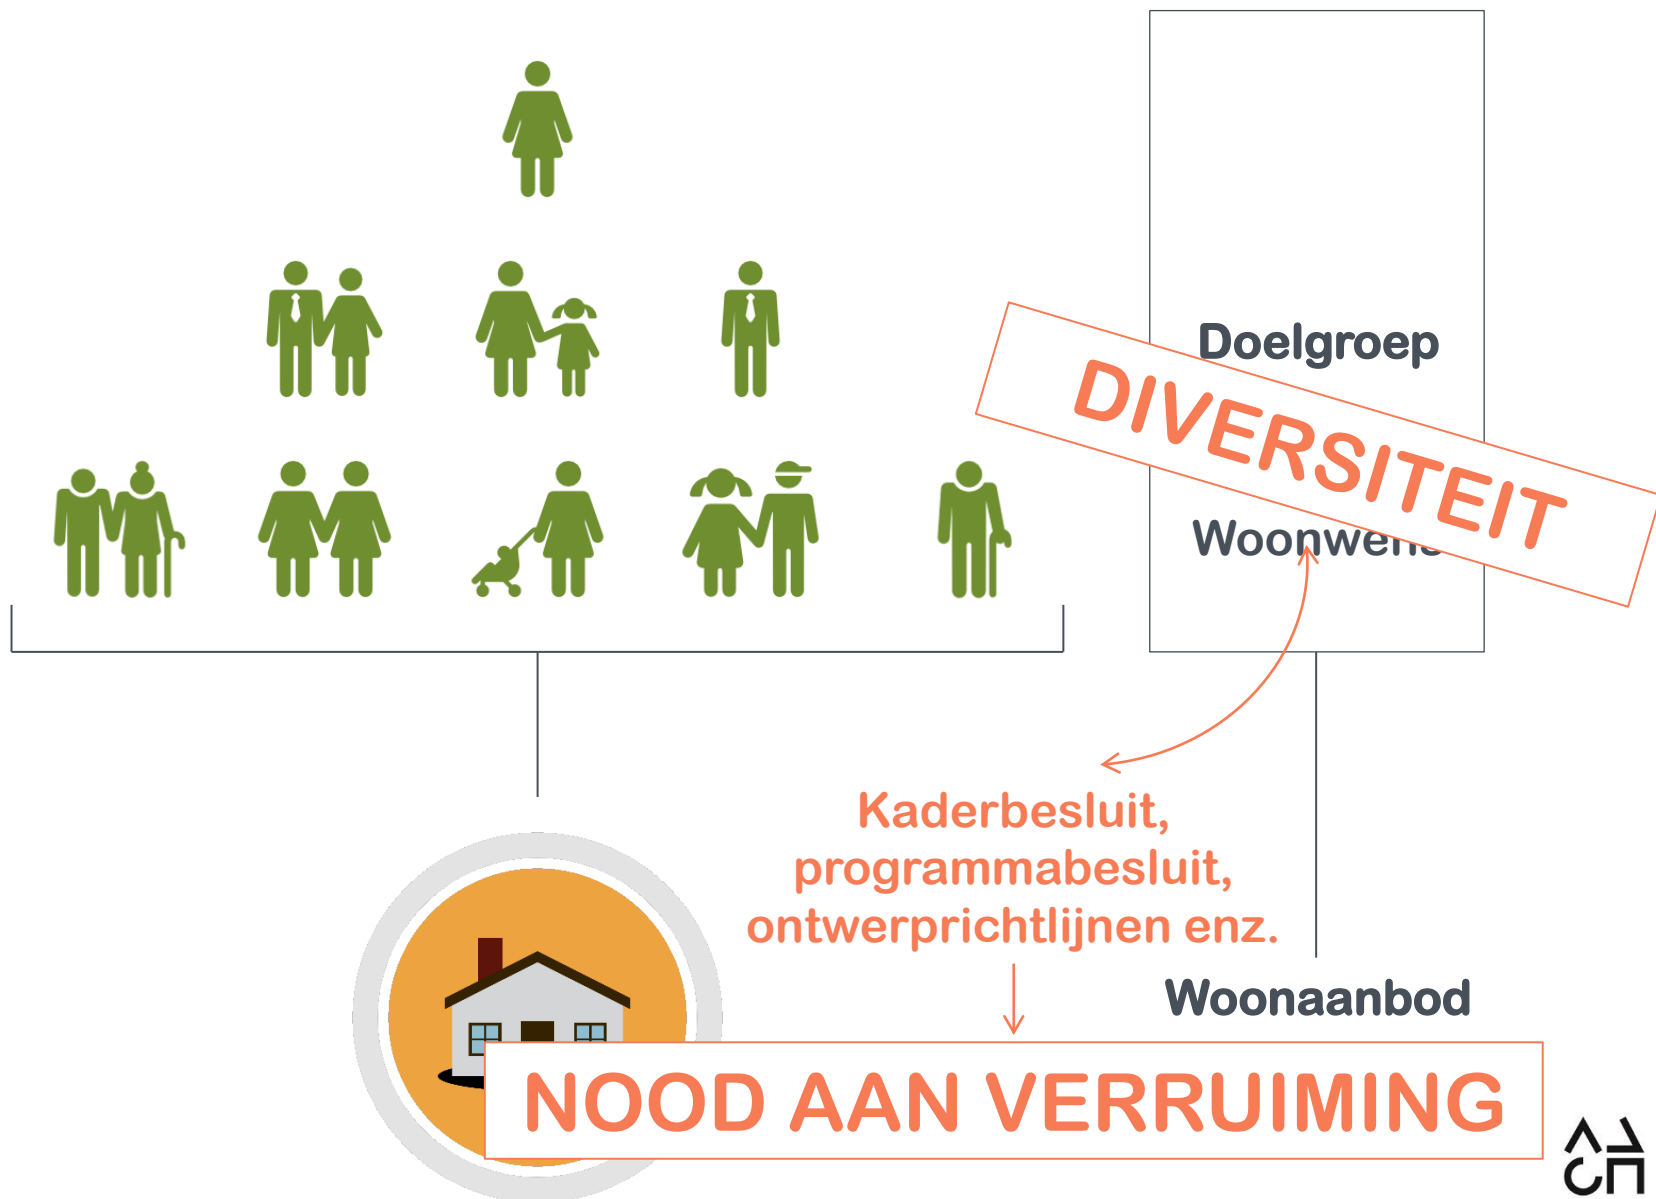 Doelgroep
DIVERSITEIT
Woonwens
Kaderbesluit,
programmabesluit,
ontwerprichtlijnen enz.
Woonaanbod
NOOD AAN VERRUIMING